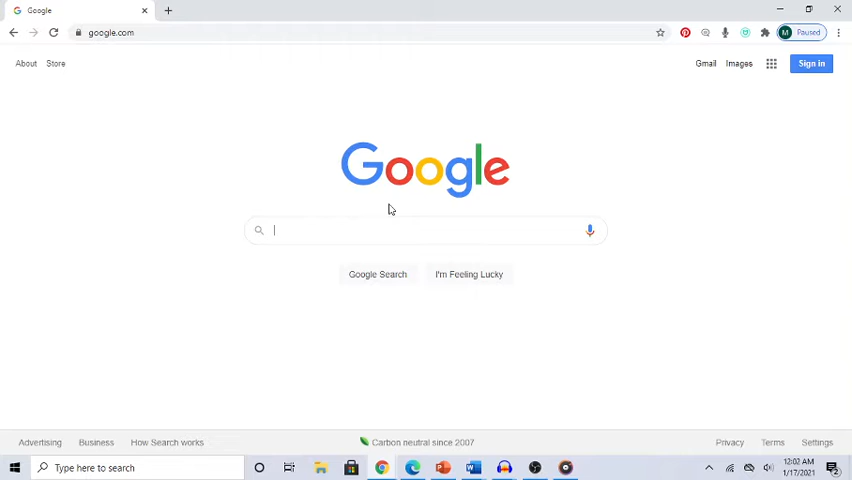 Google
google.com
Paused
About
Store
Gmail
Images
Sign in
Google
Google Search
I'm Feeling Lucky
Advertising
Business
How Search works
Carbon neutral since 2007
Privacy
Terms
Settings
Type here to search
12:02 AM
1/17/2021